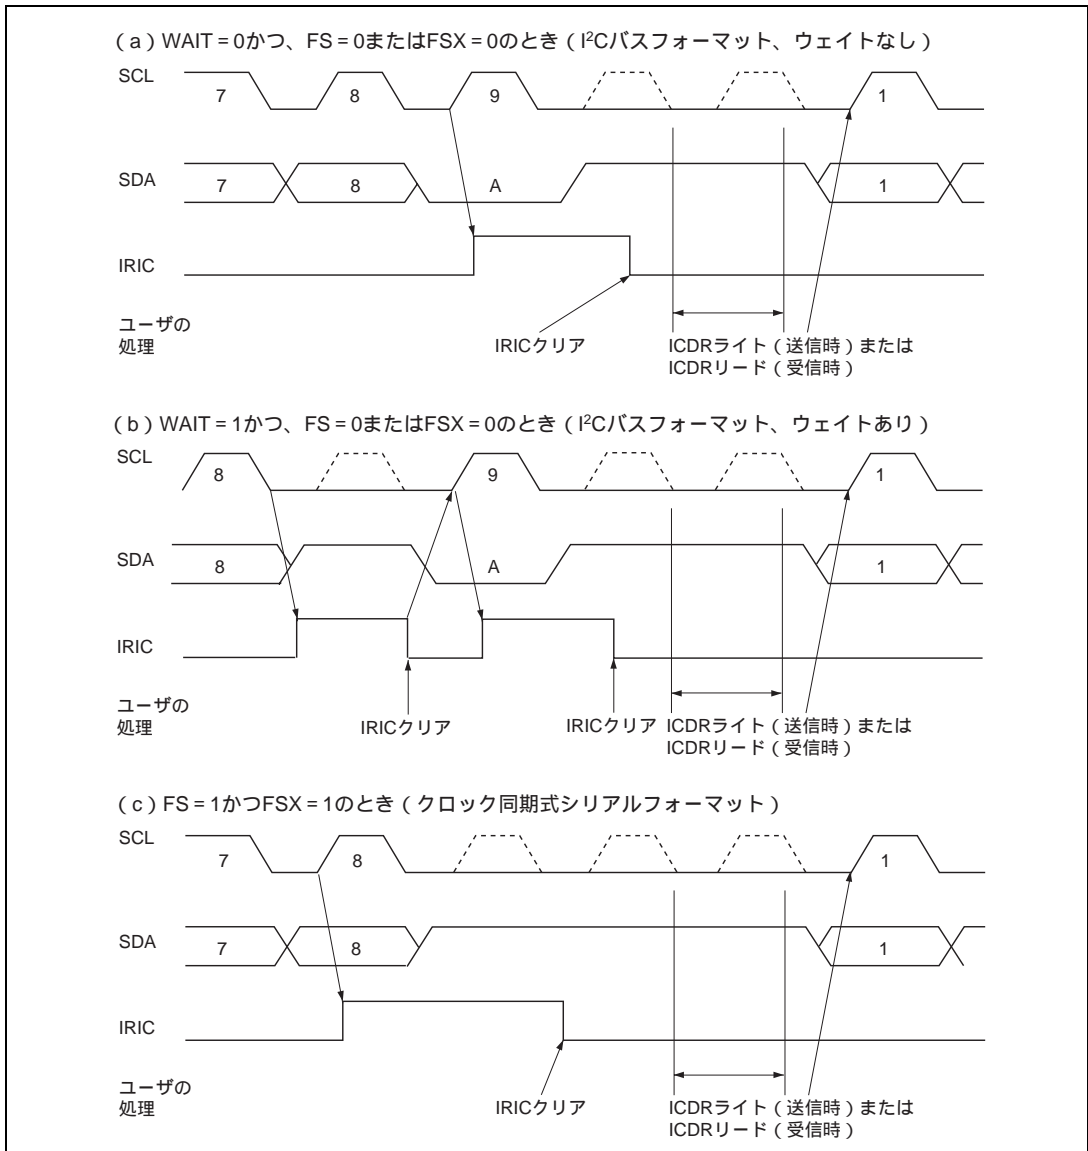 (a) WAIT = 0かつ、FS = 0またはFSX = 0のとき(I²Cバスフォーマット、ウェイトなし)
SCL
7
8
9
1
SDA
7
8
A
1
IRIC
ユーザの
処理
IRICクリア
ICDRライト(送信時)または
ICDRリード(受信時)
(b) WAIT = 1かつ、FS = 0またはFSX = 0のとき(I²Cバスフォーマット、ウェイトあり)
SCL
8
9
1
SDA
8
A
1
IRIC
ユーザの
処理
IRICクリア
IRICクリア
ICDRライト(送信時)または
ICDRリード(受信時)
(c) FS = 1かつFSX = 1のとき(クロック同期式シリアルフォーマット)
SCL
7
8
1
SDA
7
8
1
IRIC
ユーザの
処理
IRICクリア
ICDRライト(送信時)または
ICDRリード(受信時)